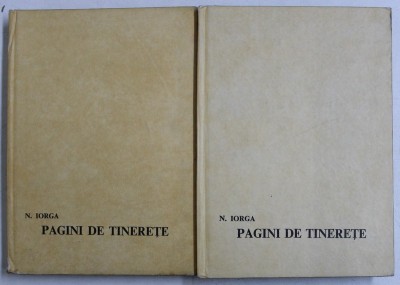 N. IORGA
PAGINI DE TINEREȚE
N. IORGA
PAGINI DE TINEREȚE